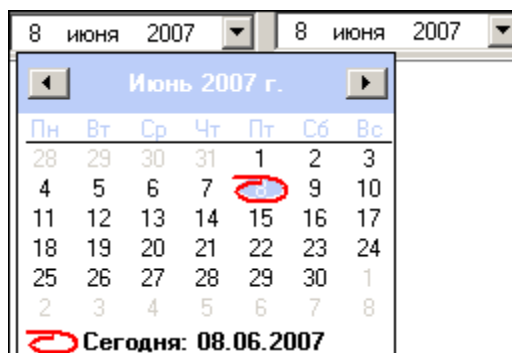 8 июня 2007 8 июня 2007
Июнь 2007 г.
Пн Вт Ср Чт Пт Сб Вс
28 29 30 31 1 2 3
4 5 6 7 8 9 10
11 12 13 14 15 16 17
18 19 20 21 22 23 24
25 26 27 28 29 30 1
2 3 4 5 6 7 8
Сегодня: 08.06.2007